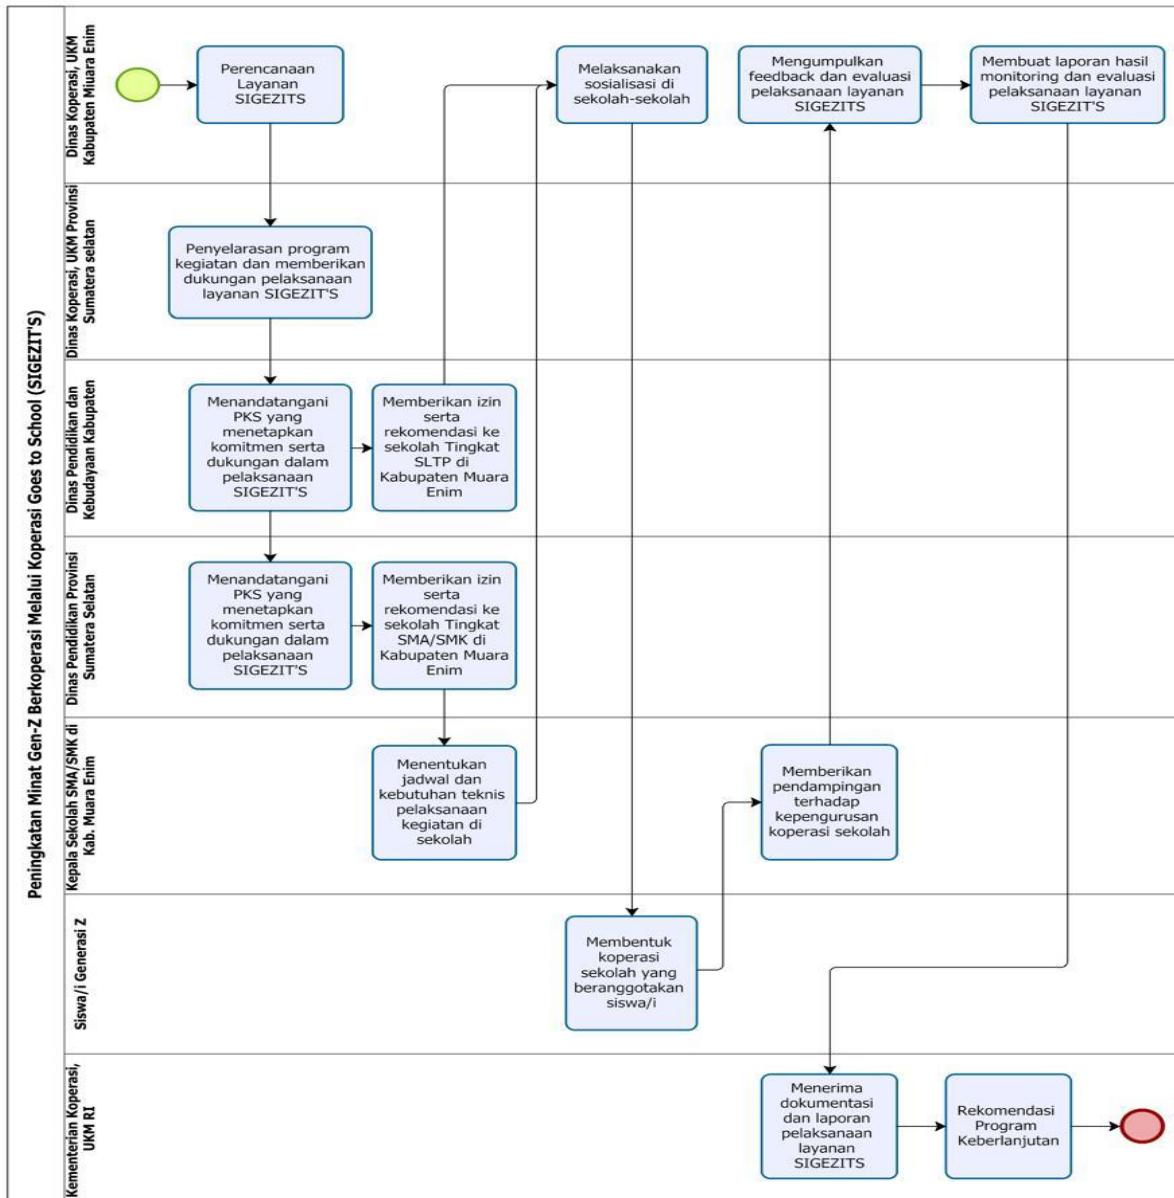 Peningkatan Minat Gen-Z Berkoperasi Melalui Koperasi Goes to School (SIGEZIT'S)
Dinas Koperasi, UKM
Kabupaten Miuara Enim
Perencanaan
Layanan
SIGEZITS
Melaksanakan
sosialisasi di
sekolah-sekolah
Mengumpulkan
feedback dan evaluasi
pelaksanaan layanan
SIGEZITS
Membuat laporan hasil
monitoring dan evaluasi
pelaksanaan layanan
SIGEZIT'S
Dinas Koperasi, UKM Provinsi
Sumatera selatan
Penyelarasan program
kegiatan dan memberikan
dukungan pelaksanaan
layanan SIGEZIT'S
Dinas Pendidikan dan
Kebudayaan Kabupaten
Menandatangani
PKS yang
menetapkan
komitmen serta
dukungan dalam
pelaksanaan
SIGEZIT'S
Memberikan izin
serta
rekomendasi ke
sekolah Tingkat
SLTP di
Kabupaten Muara
Enim
Dinas Pendidikan Provinsi
Sumatera Selatan
Menandatangani
PKS yang
menetapkan
komitmen serta
dukungan dalam
pelaksanaan
SIGEZIT'S
Memberikan izin
serta
rekomendasi ke
sekolah Tingkat
SMA/SMK di
Kabupaten Muara
Enim
Kepala Sekolah SMA/SMK di
Kab. Muara Enim
Menentukan
jadwal dan
kebutuhan teknis
pelaksanaan
kegiatan di
sekolah
Memberikan
pendampingan
terhadap
kepengurusan
koperasi sekolah
Siswa/i Generasi Z
Membentuk
koperasi
sekolah yang
beranggotakan
siswa/i
Kementerian Koperasi,
UKM RI
Menerima
dokumentasi
dan laporan
pelaksanaan
layanan
SIGEZITS
Rekomendasi
Program
Keberlanjutan